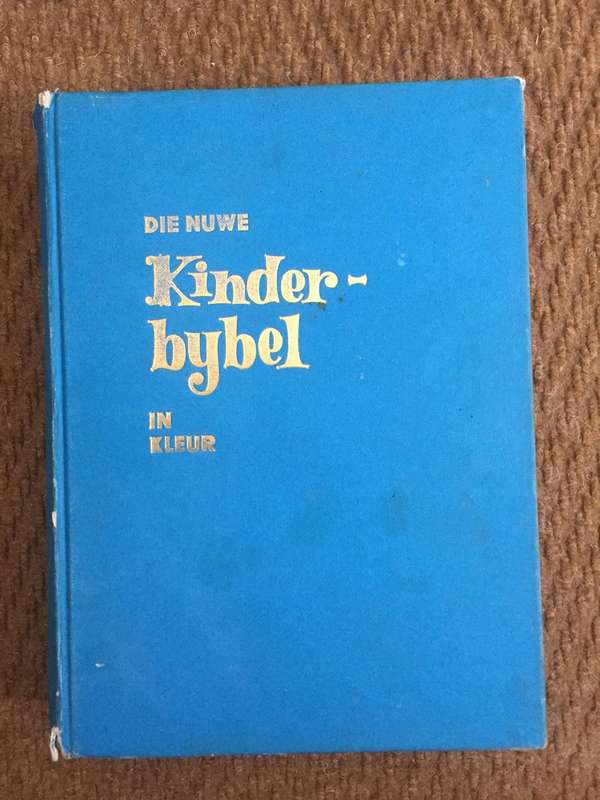 DIE NUWE
Kinder-
bybel
IN
KLEUR